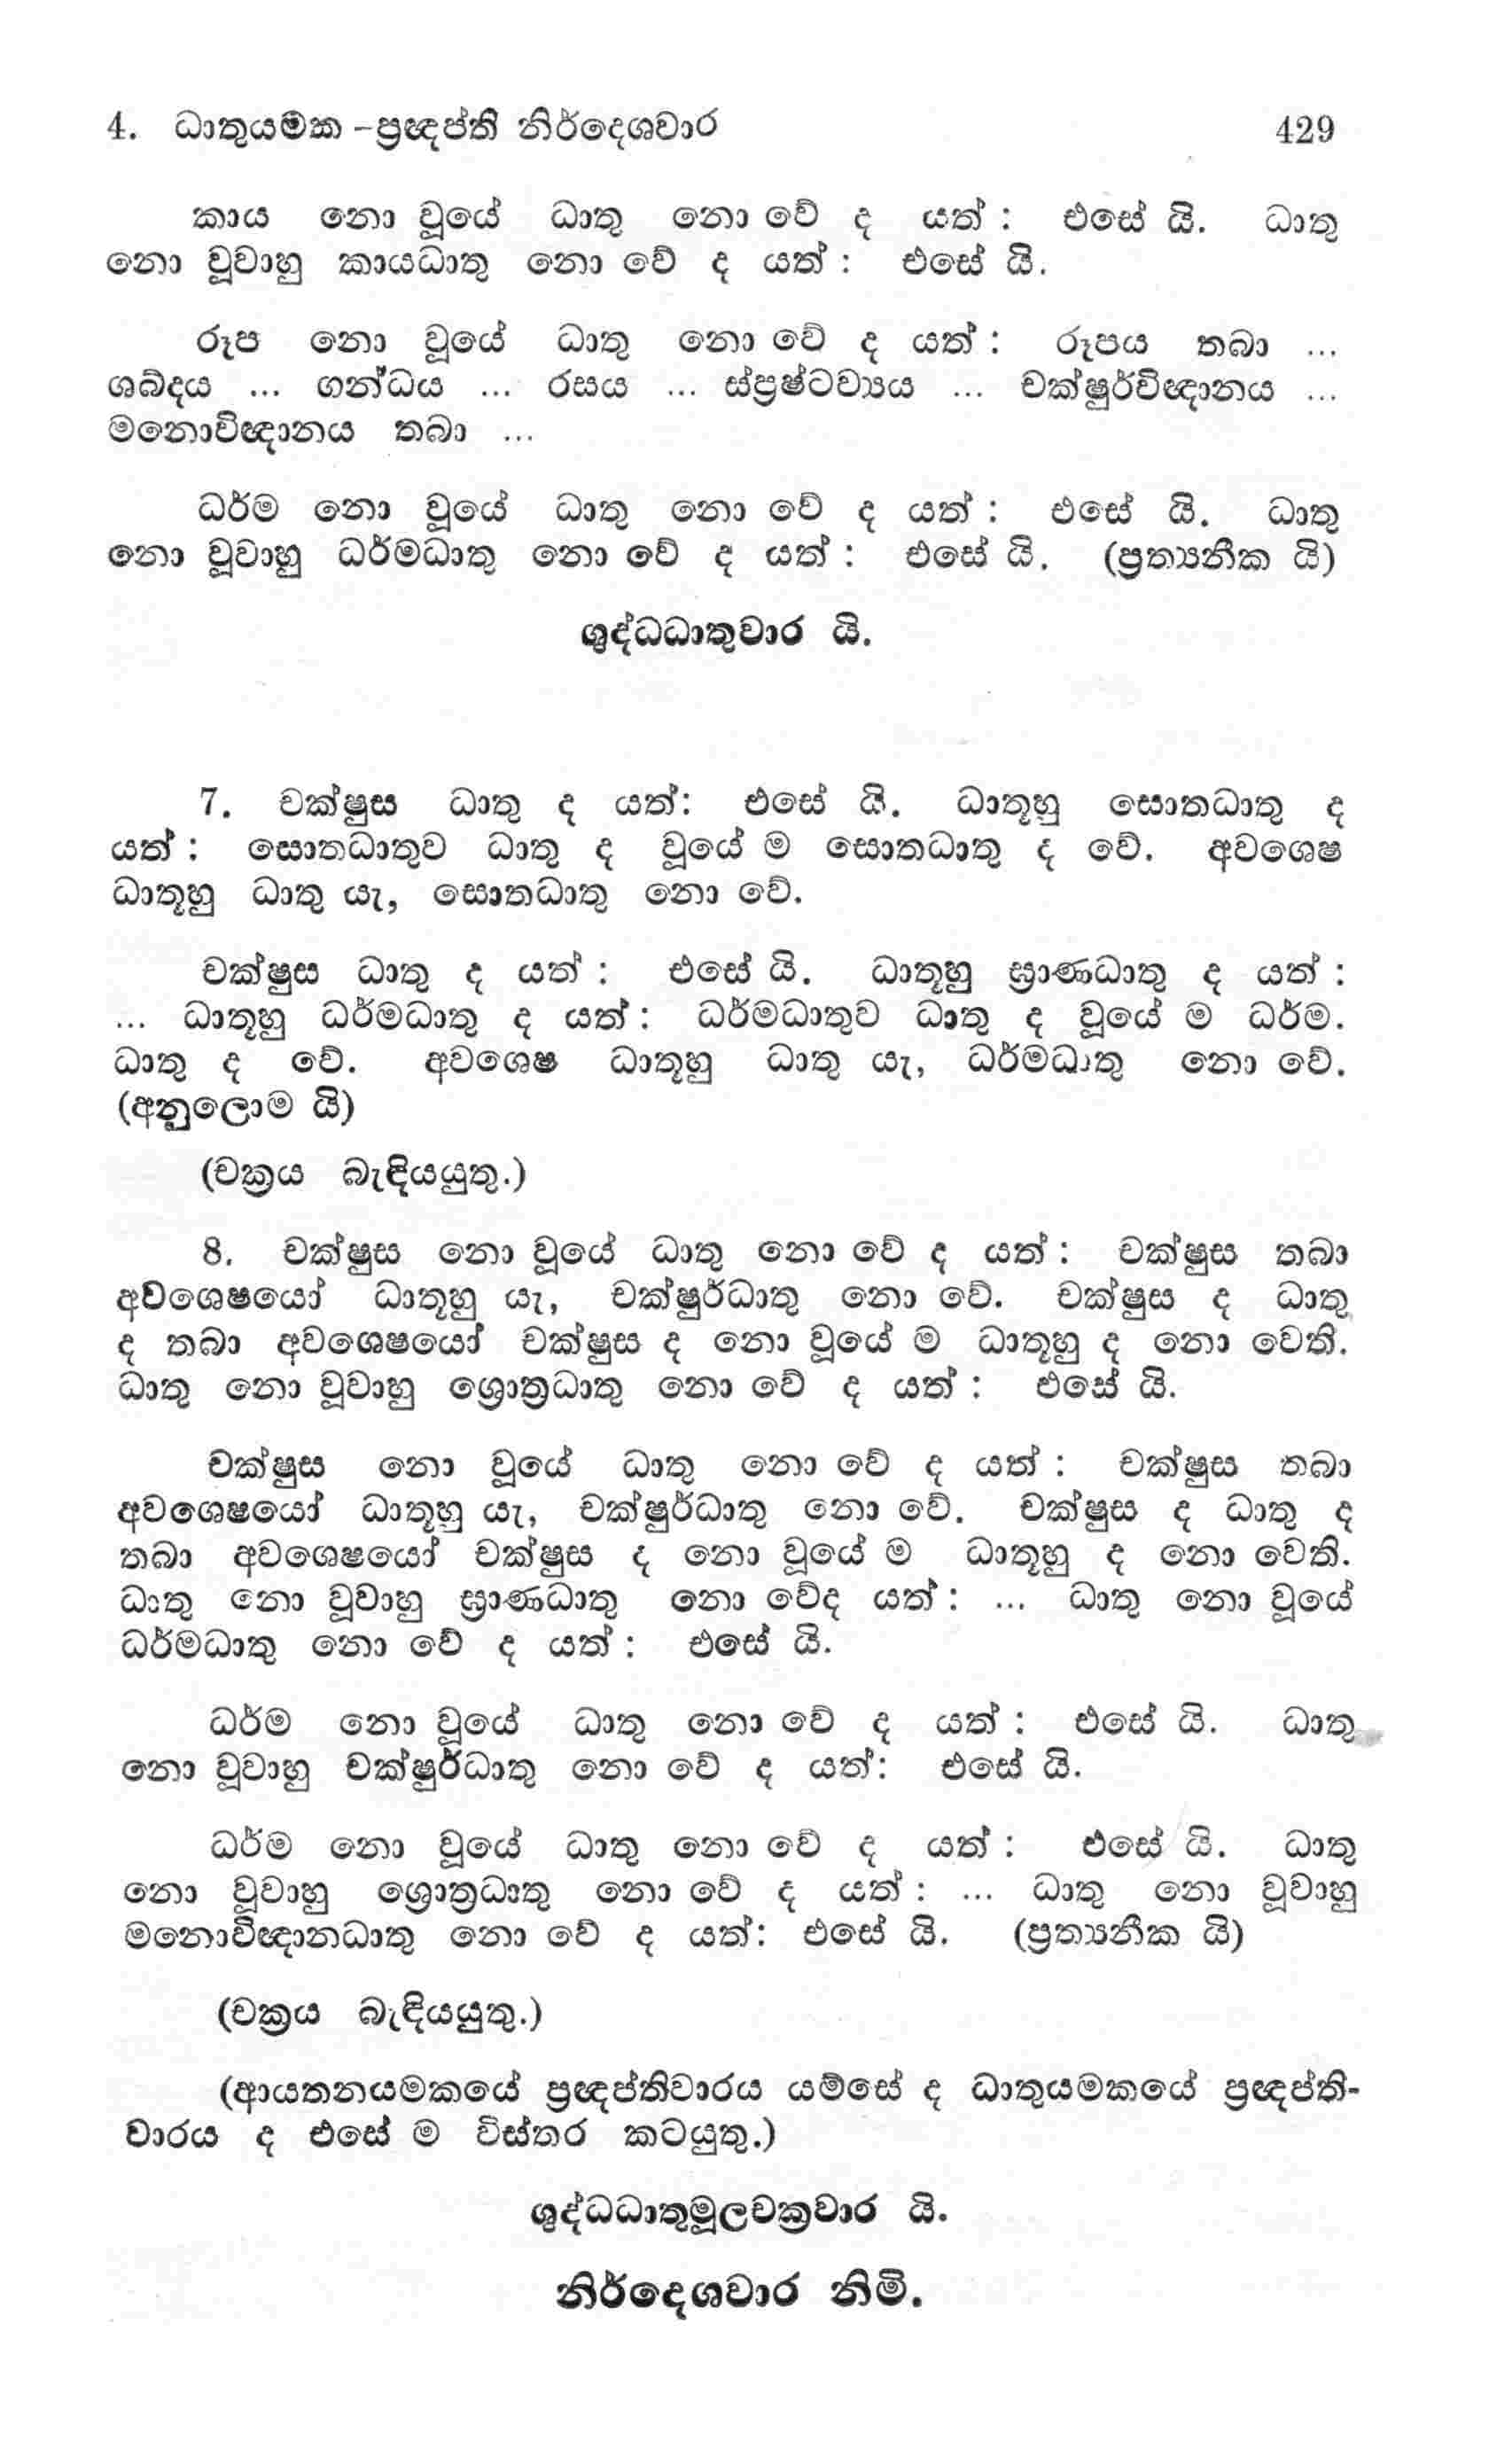 4. ධාතුයමක -ප්‍රඥප්ති නිර්දෙශවාර 429
කාය නො වූයේ ධාතු නො වේ ද යත් : එසේ යි. ධාතු
නො වූවාහු කායධාතු නො වේ ද යත් : එසේ යි.
රූප නො වූයේ ධාතු නො වේ ද යත් : රූපය තබා ...
ශබ්දය ... ගන්ධය ... රසය ... ස්ප්‍රෂ්ටව්‍යය ... චක්ෂුර්විඥානය ...
මනොවිඥානය තබා ...
ධර්ම නො වූයේ ධාතු නො වේ ද යත් : එසේ යි. ධාතු
නො වූවාහු ධර්මධාතු නො වේ ද යත් : එසේ යි. (ප්‍රත්‍යනීක යි)
ශුද්ධධාතුවාර යි.
7. චක්ෂුස ධාතු ද යත්: එසේ යි. ධාතූහු සොතධාතු ද
යත් : සොතධාතුව ධාතු ද වූයේ ම සොතධාතු ද වේ. අවශෙෂ
ධාතූහු ධාතු යැ, සොතධාතු නො වේ.
චක්ෂුස ධාතු ද යත් : එසේ යි. ධාතූහු ඝ්‍රාණධාතු ද යත් :
... ධාතූහු ධර්මධාතු ද යත් : ධර්මධාතුව ධාතු ද වූයේ ම ධර්ම.
ධාතු ද වේ. අවශෙෂ ධාතූහු ධාතු යැ, ධර්මධාතු නො වේ.
(අනුලොම යි)
(චක්‍රය බැඳියයුතු.)
8. චක්ෂුස නො වූයේ ධාතු නො වේ ද යත් : චක්ෂුස තබා
අවශෙෂයෝ ධාතූහු යැ, චක්ෂුර්ධාතු නො වේ. චක්ෂුස ද ධාතු
ද තබා අවශෙෂයෝ චක්ෂුස ද නො වූයේ ම ධාතූහු ද නො වෙති.
ධාතු නො වූවාහු ශ්‍රොත්‍රධාතු නො වේ ද යත් : එසේ යි.
චක්ෂුස නො වූයේ ධාතු නො වේ ද යත් : චක්ෂුස තබා
අවශෙෂයෝ ධාතූහු යැ, චක්ෂුර්ධාතු නො වේ. චක්ෂුස ද ධාතු ද
තබා අවශෙෂයෝ චක්ෂුස ද නො වූයේ ම ධාතූහු ද නො වෙති.
ධාතු නො වූවාහු ඝ්‍රාණධාතු නො වේද යත් : ... ධාතු නො වූයේ
ධර්මධාතු නො වේ ද යත් : එසේ යි.
ධර්ම නො වූයේ ධාතු නො වේ ද යත් : එසේ යි. ධාතු
නො වූවාහු චක්ෂුර්ධාතු නො වේ ද යත්: එසේ යි.
ධර්ම නො වූයේ ධාතු නො වේ ද යත් : එසේ යි. ධාතු
නො වූවාහු ශ්‍රොත්‍රධාතු නො වේ ද යත් : ... ධාතු නො වූවාහු
මනොවිඥානධාතු නො වේ ද යත්: එසේ යි. (ප්‍රත්‍යනීක යි)
(චක්‍රය බැඳියයුතු.)
(ආයතනයමකයේ ප්‍රඥප්තිවාරය යම්සේ ද ධාතුයමකයේ ප්‍රඥප්ති-
වාරය ද එසේ ම විස්තර කටයුතු.)
ශුද්ධධාතුමූලචක්‍රවාර යි.
නිර්දෙශවාර නිමි.